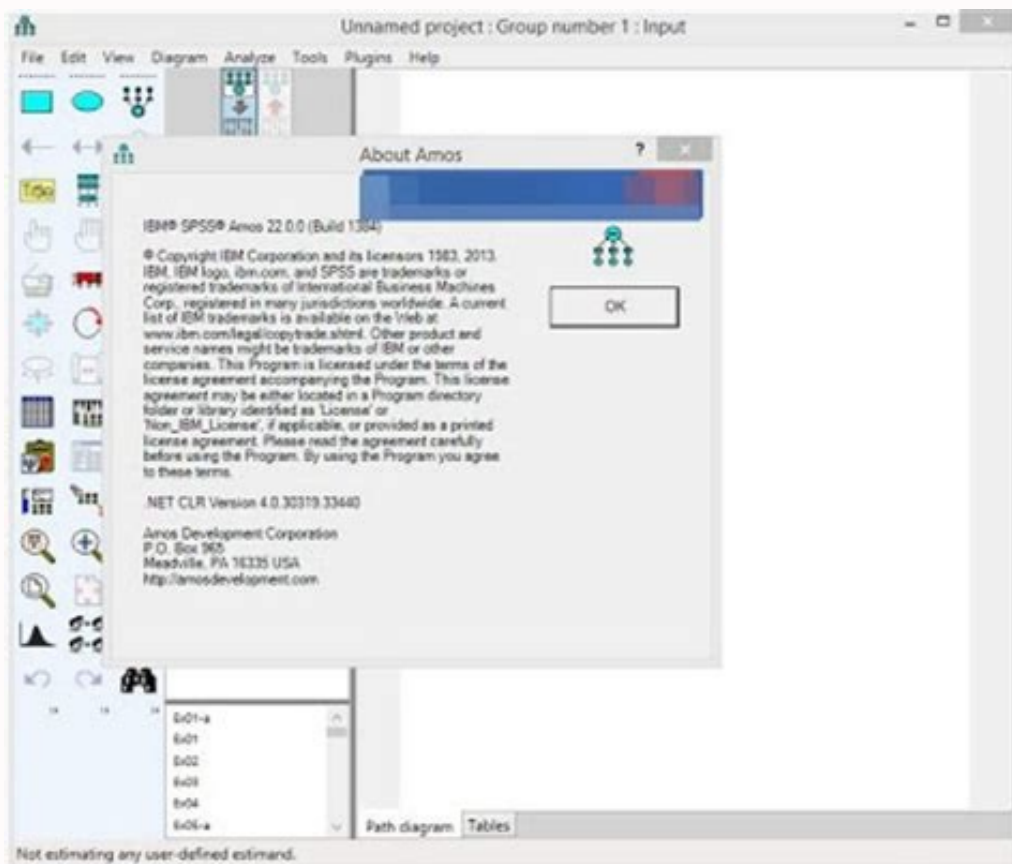 Unnamed project : Group number 1 : Input
File Edit View Diagram Analyze Tools Plugins Help
Title
About Amos
?
IBM® SPSS® Amos 22.0.0 (Build 1384)
© Copyright IBM Corporation and its licensors 1983, 2013.
IBM, IBM logo, ibm.com, and SPSS are trademarks or
registered trademarks of International Business Machines
Corp., registered in many jurisdictions worldwide. A current
list of IBM trademarks is available on the Web at
www.ibm.com/legal/copytrade.shtml. Other product and
service names might be trademarks of IBM or other
companies. This Program is licensed under the terms of the
license agreement accompanying the Program. This license
agreement may be either located in a Program directory
folder or library identified as 'License' or
'Non_IBM_License', if applicable, or provided as a printed
license agreement. Please read the agreement carefully
before using the Program. By using the Program you agree
to these terms.
OK
.NET CLR Version 4.0.30319.33440
Amos Development Corporation
P.O. Box 965
Meadville, PA 16335 USA
http://amosdevelopment.com
Ex01-a
Ex01
Ex02
Ex03
Ex04
Ex05-a
Path diagram Tables
Not estimating any user-defined estimand.